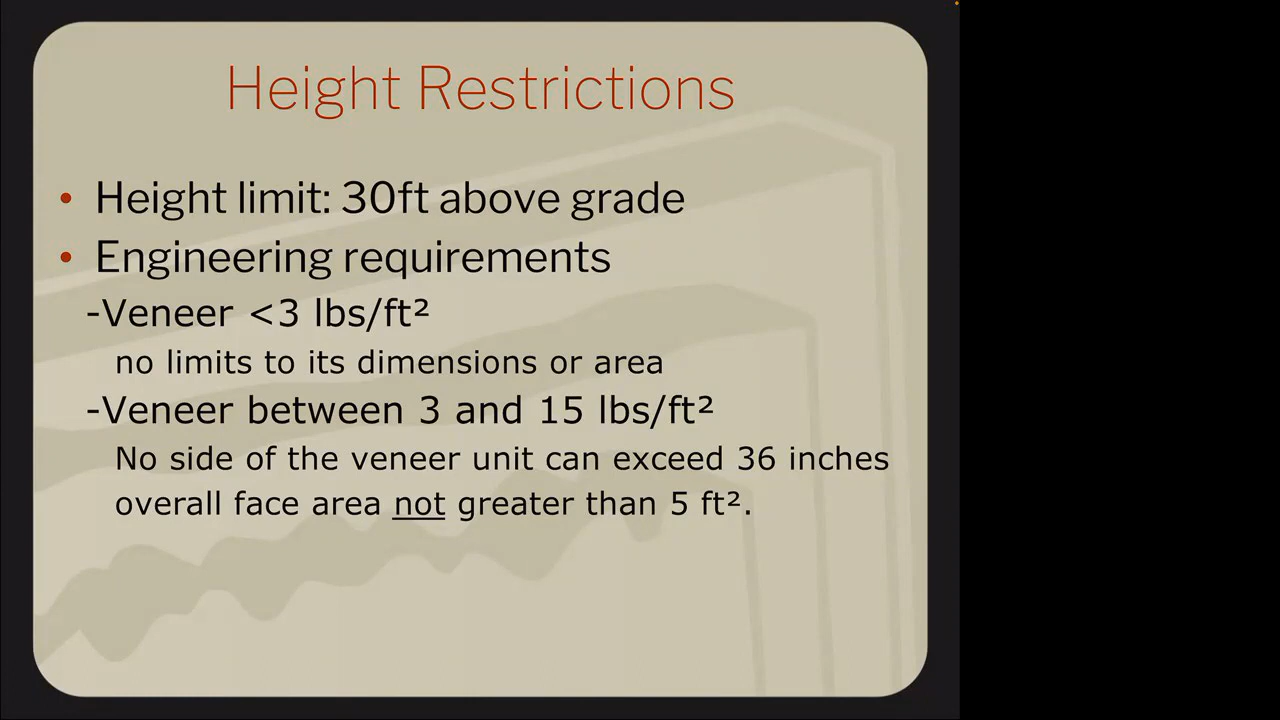 Height Restrictions
• Height limit: 30ft above grade
• Engineering requirements
-Veneer <3 lbs/ft²
no limits to its dimensions or area
-Veneer between 3 and 15 lbs/ft²
No side of the veneer unit can exceed 36 inches
overall face area not greater than 5 ft².